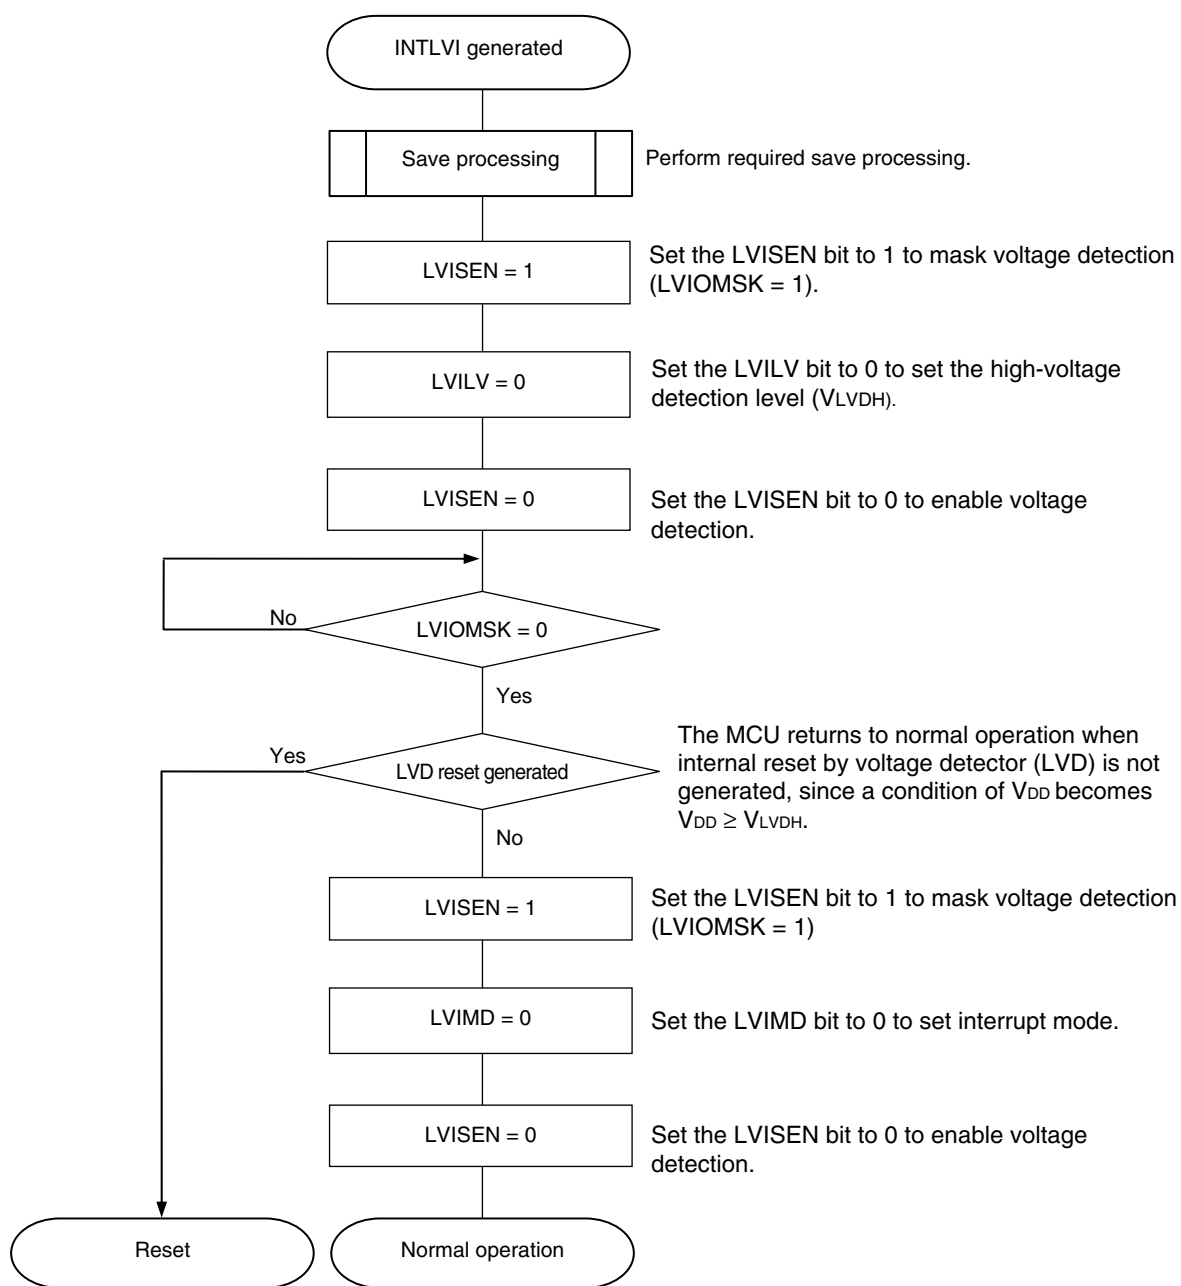 INTLVI generated
Save processing
Perform required save processing.
LVISEN = 1
Set the LVISEN bit to 1 to mask voltage detection
(LVIOMSK = 1).
LVILV = 0
Set the LVILV bit to 0 to set the high-voltage
detection level (VLVDH).
LVISEN = 0
Set the LVISEN bit to 0 to enable voltage
detection.
No
LVIOMSK = 0
Yes
Yes
LVD reset generated
The MCU returns to normal operation when
internal reset by voltage detector (LVD) is not
generated, since a condition of VDD becomes
VDD ≥ VLVDH.
No
LVISEN = 1
Set the LVISEN bit to 1 to mask voltage detection
(LVIOMSK = 1)
LVIMD = 0
Set the LVIMD bit to 0 to set interrupt mode.
LVISEN = 0
Set the LVISEN bit to 0 to enable voltage
detection.
Reset
Normal operation